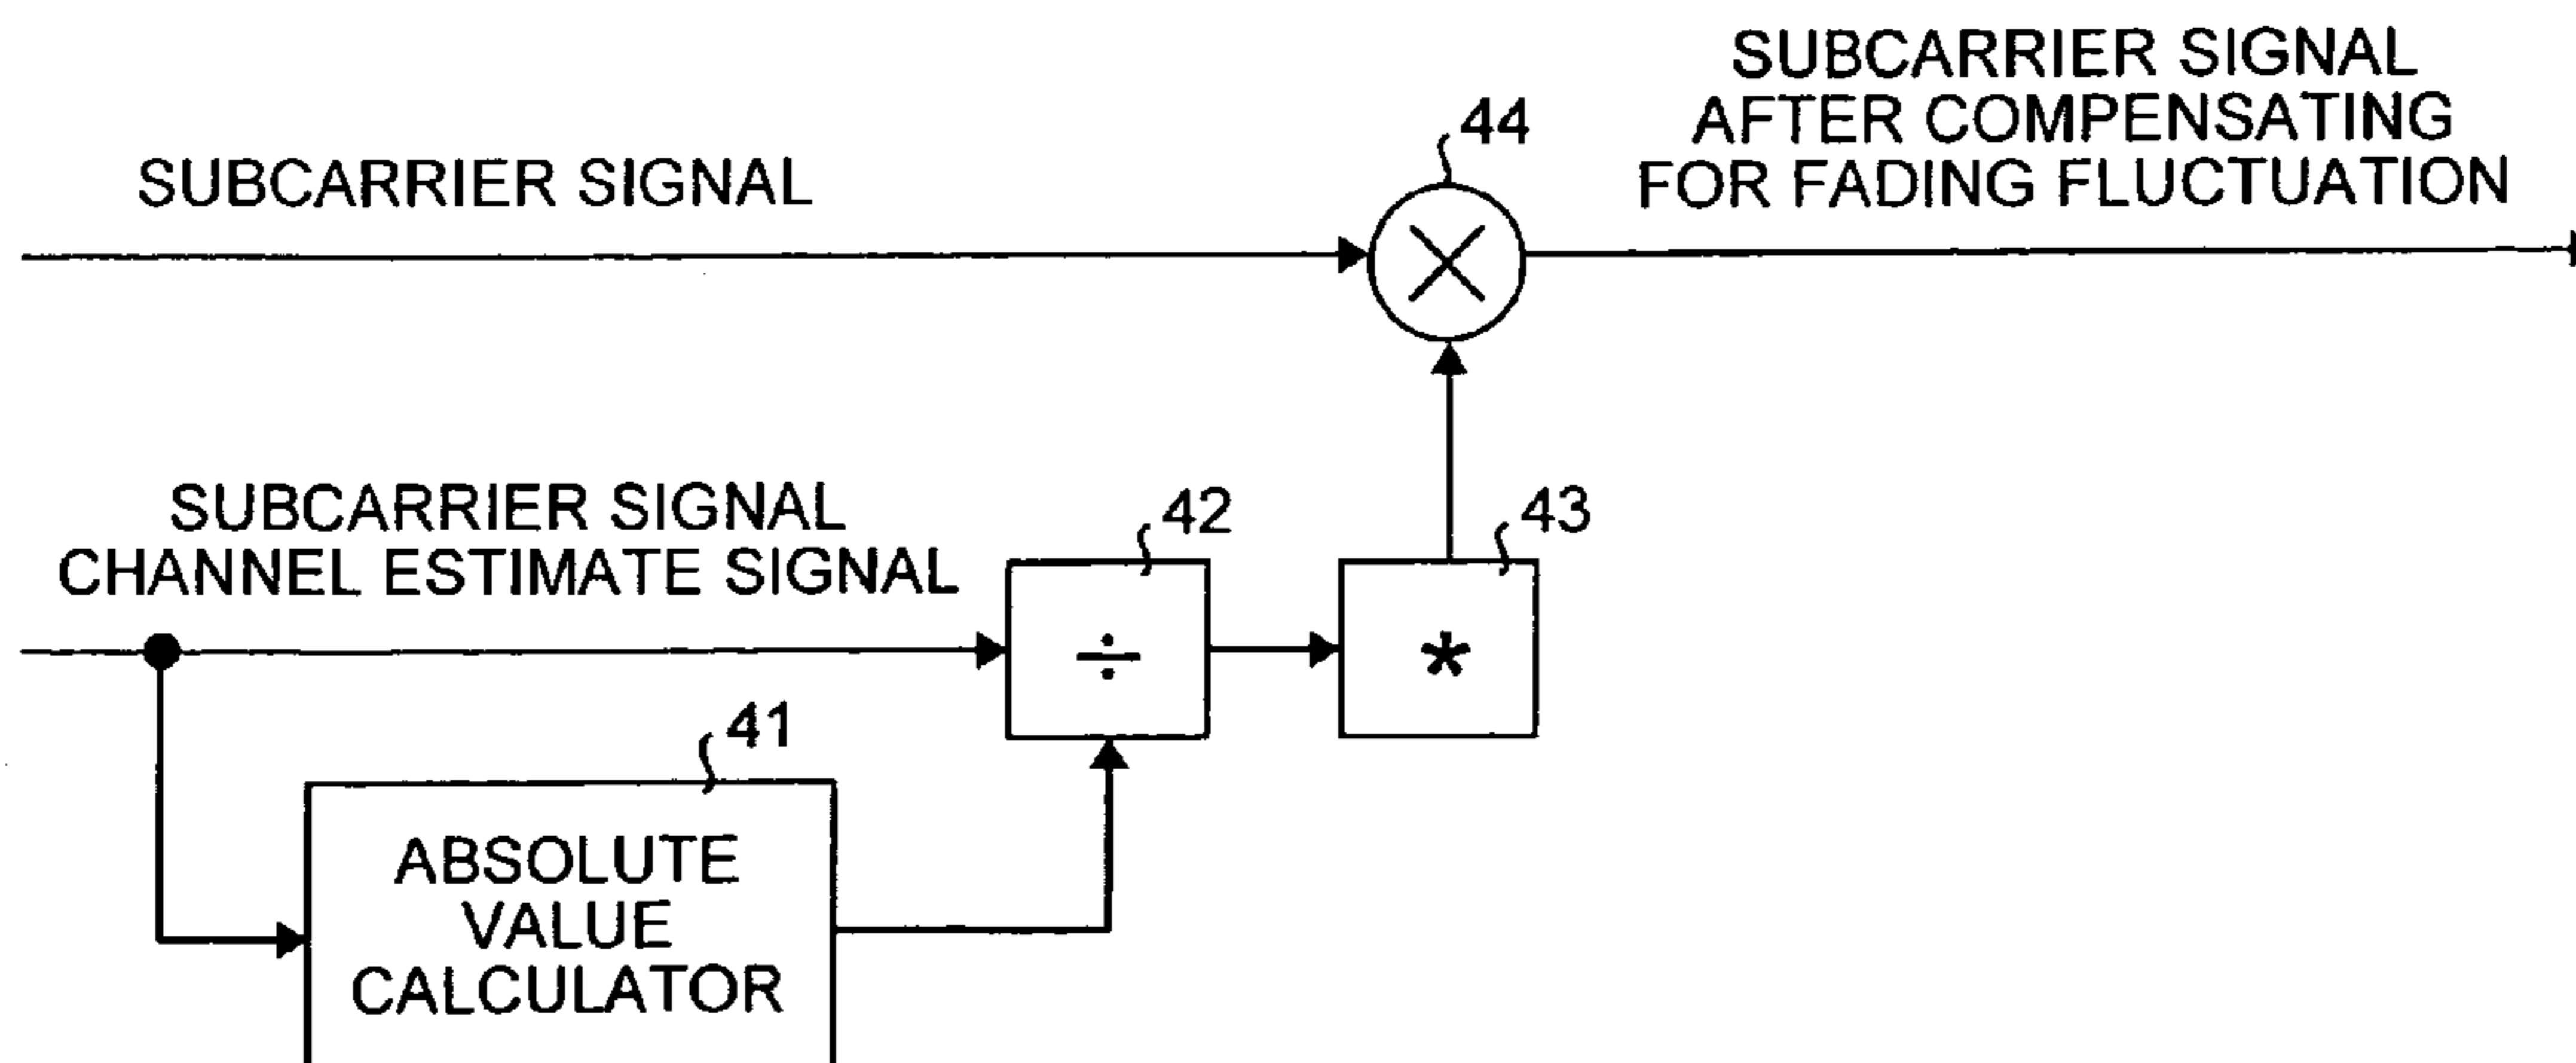 SUBCARRIER SIGNAL
AFTER COMPENSATING
FOR FADING FLUCTUATION
44
SUBCARRIER SIGNAL
×
SUBCARRIER SIGNAL
CHANNEL ESTIMATE SIGNAL
42
43
÷
*
41
ABSOLUTE
VALUE
CALCULATOR